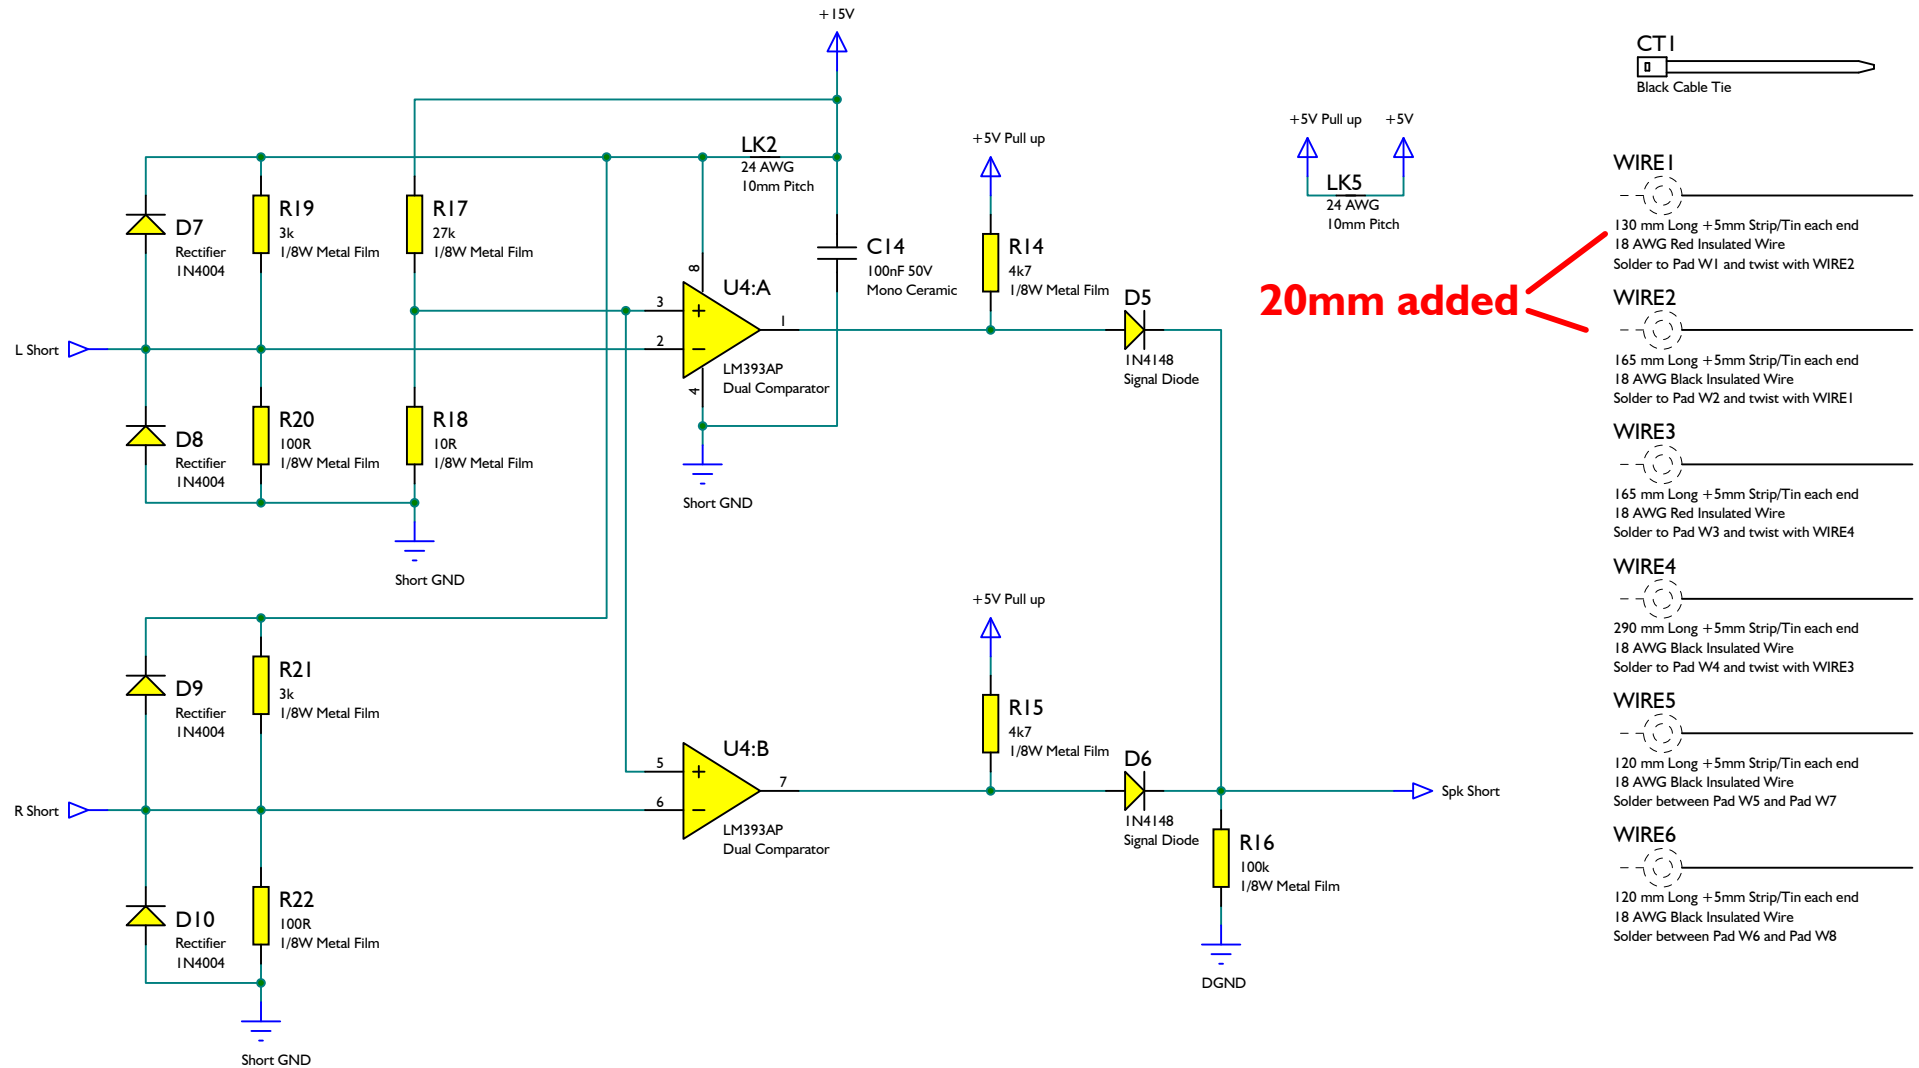 +15V
CT1
Black Cable Tie
+5V Pull up
+5V
+5V Pull up
LK2
24 AWG
10mm Pitch
LK5
24 AWG
10mm Pitch
WIRE1
130 mm Long +5mm Strip/Tin each end
18 AWG Red Insulated Wire
Solder to Pad W1 and twist with WIRE2
D7
Rectifier
1N4004
R19
3k
1/8W Metal Film
R17
27k
1/8W Metal Film
C14
100nF 50V
Mono Ceramic
R14
4k7
1/8W Metal Film
20mm added
WIRE2
165 mm Long +5mm Strip/Tin each end
18 AWG Black Insulated Wire
Solder to Pad W2 and twist with WIRE1
L Short
8
U4:A
3
+
2
−
1
4
LM393AP
Dual Comparator
D5
1N4148
Signal Diode
D8
Rectifier
1N4004
R20
100R
1/8W Metal Film
R18
10R
1/8W Metal Film
Short GND
Short GND
WIRE3
165 mm Long +5mm Strip/Tin each end
18 AWG Red Insulated Wire
Solder to Pad W3 and twist with WIRE4
WIRE4
290 mm Long +5mm Strip/Tin each end
18 AWG Black Insulated Wire
Solder to Pad W4 and twist with WIRE3
+5V Pull up
D9
Rectifier
1N4004
R21
3k
1/8W Metal Film
R15
4k7
1/8W Metal Film
WIRE5
120 mm Long +5mm Strip/Tin each end
18 AWG Black Insulated Wire
Solder between Pad W5 and Pad W7
R Short
U4:B
5
+
6
−
7
LM393AP
Dual Comparator
D6
1N4148
Signal Diode
Spk Short
R16
100k
1/8W Metal Film
WIRE6
120 mm Long +5mm Strip/Tin each end
18 AWG Black Insulated Wire
Solder between Pad W6 and Pad W8
D10
Rectifier
1N4004
R22
100R
1/8W Metal Film
DGND
Short GND